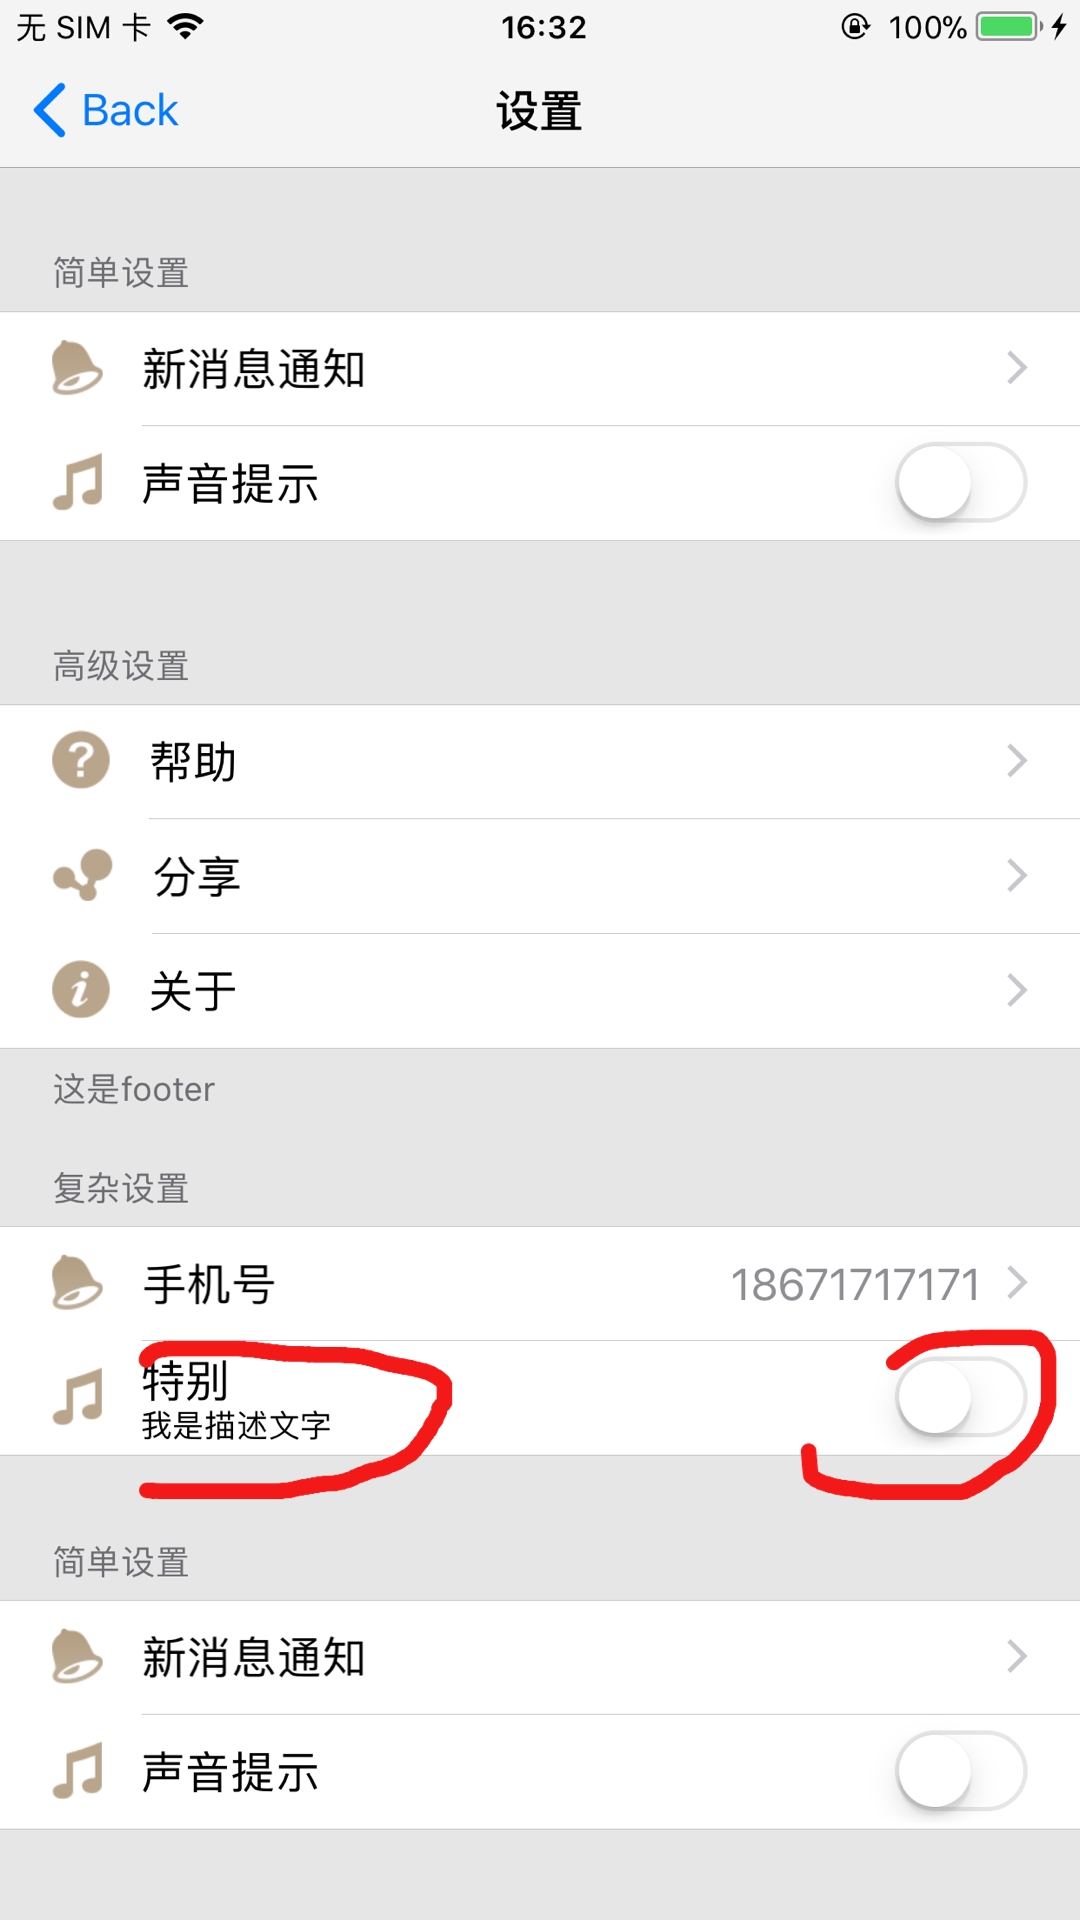 无 SIM 卡 16:32 100%
Back 设置
简单设置
新消息通知
声音提示
高级设置
帮助
分享
关于
这是footer
复杂设置
手机号 18671717171
特别
我是描述文字
简单设置
新消息通知
声音提示